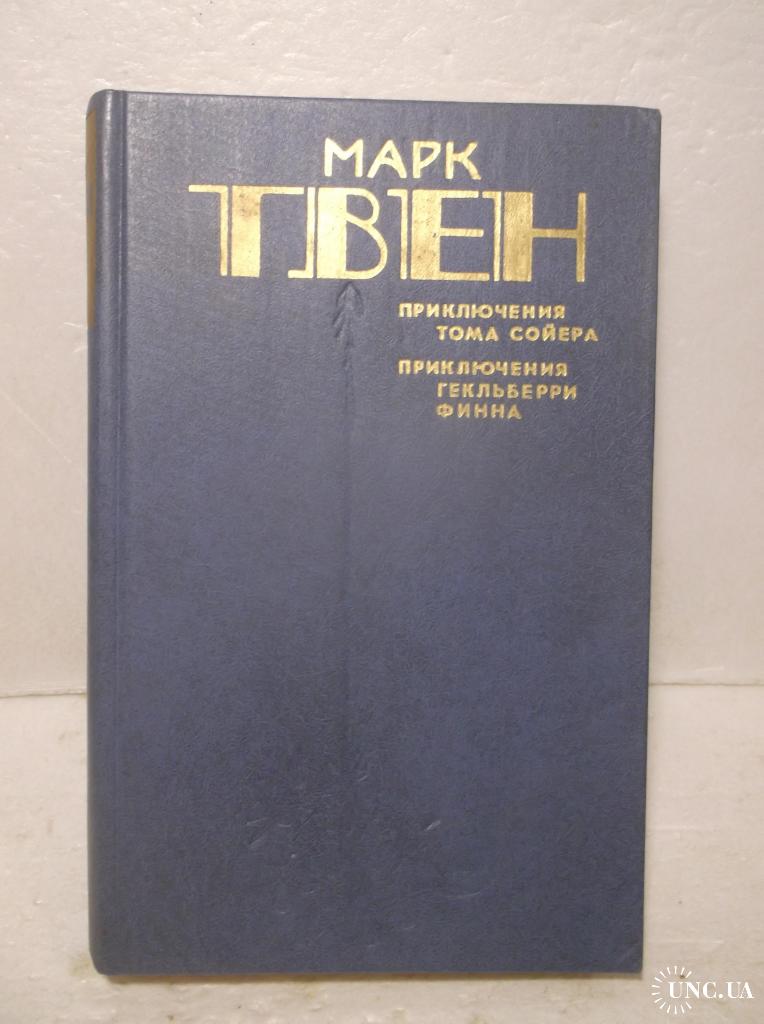 МАРК
ТВЕН
ПРИКЛЮЧЕНИЯ
ТОМА СОЙЕРА
ПРИКЛЮЧЕНИЯ
ГЕКЛЬБЕРРИ
ФИННА
UNC.UA